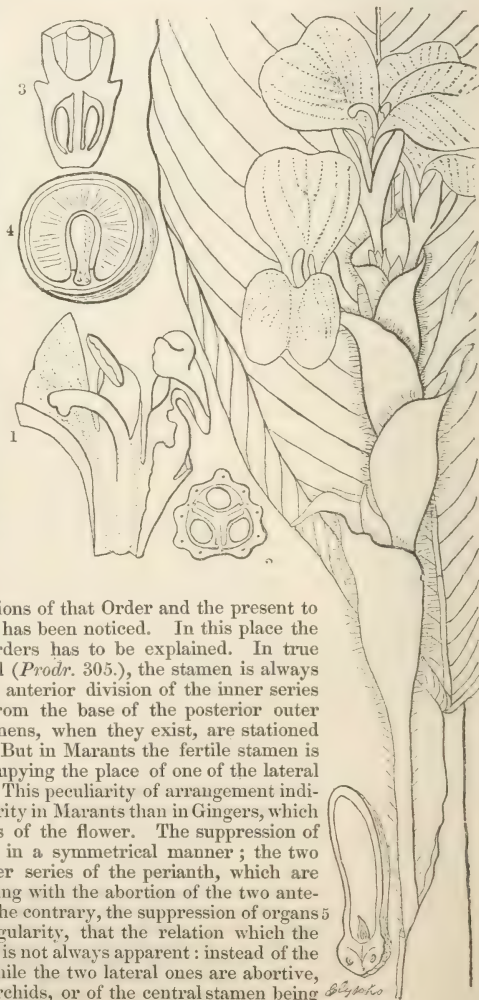 3
4
1
2
ions of that Order and the present to
has been noticed. In this place the
rders has to be explained. In true
l (Prodr. 305.), the stamen is always
anterior division of the inner series
rom the base of the posterior outer
mens, when they exist, are stationed
But in Marants the fertile stamen is
upying the place of one of the lateral
This peculiarity of arrangement indi-
rity in Marants than in Gingers, which
s of the flower. The suppression of
in a symmetrical manner; the two
er series of the perianth, which are
ng with the abortion of the two ante-
he contrary, the suppression of organs 5
gularity, that the relation which the
is not always apparent: instead of the
hile the two lateral ones are abortive,
rchids, or of the central stamen being